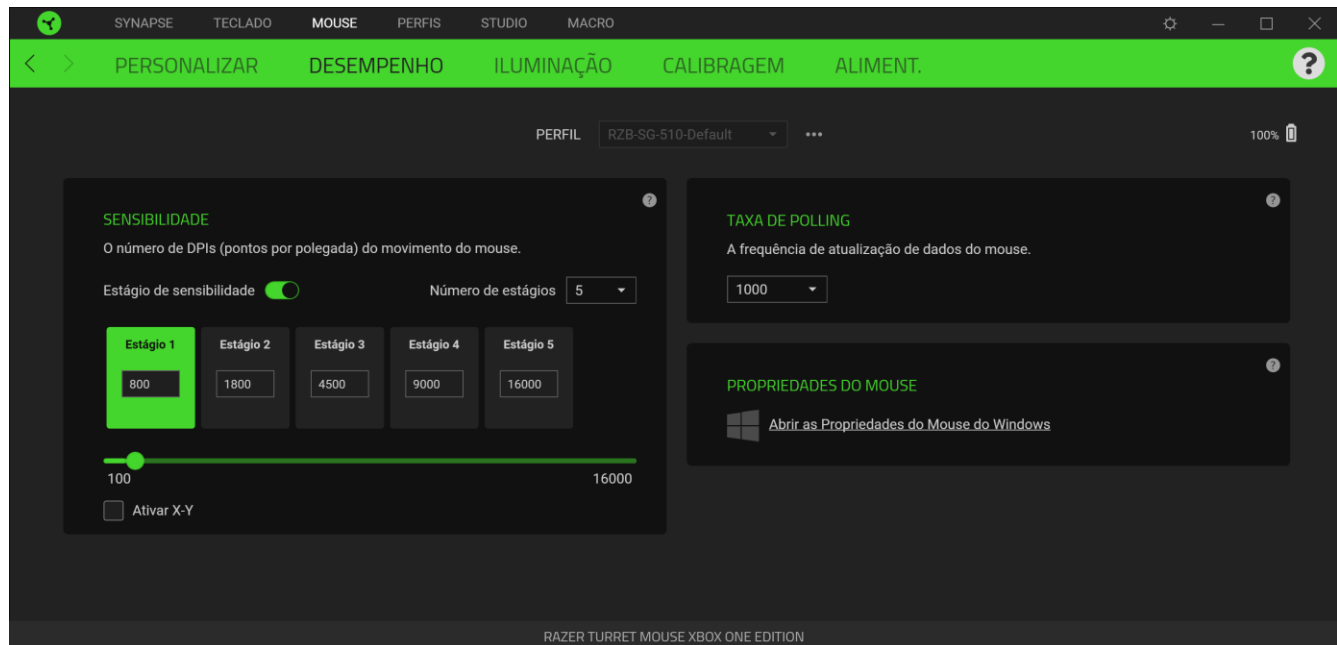 SYNAPSE TECLADO MOUSE PERFIS STUDIO MACRO
PERSONALIZAR DESEMPENHO ILUMINAÇÃO CALIBRAGEM ALIMENT. ?
PERFIL RZB-SG-510-Default ••• 100%
SENSIBILIDADE ?
O número de DPIs (pontos por polegada) do movimento do mouse.
Estágio de sensibilidade Número de estágios 5
Estágio 1 Estágio 2 Estágio 3 Estágio 4 Estágio 5
800 1800 4500 9000 16000
100 16000
Ativar X-Y
TAXA DE POLLING ?
A frequência de atualização de dados do mouse.
1000
PROPRIEDADES DO MOUSE ?
Abrir as Propriedades do Mouse do Windows
RAZER TURRET MOUSE XBOX ONE EDITION